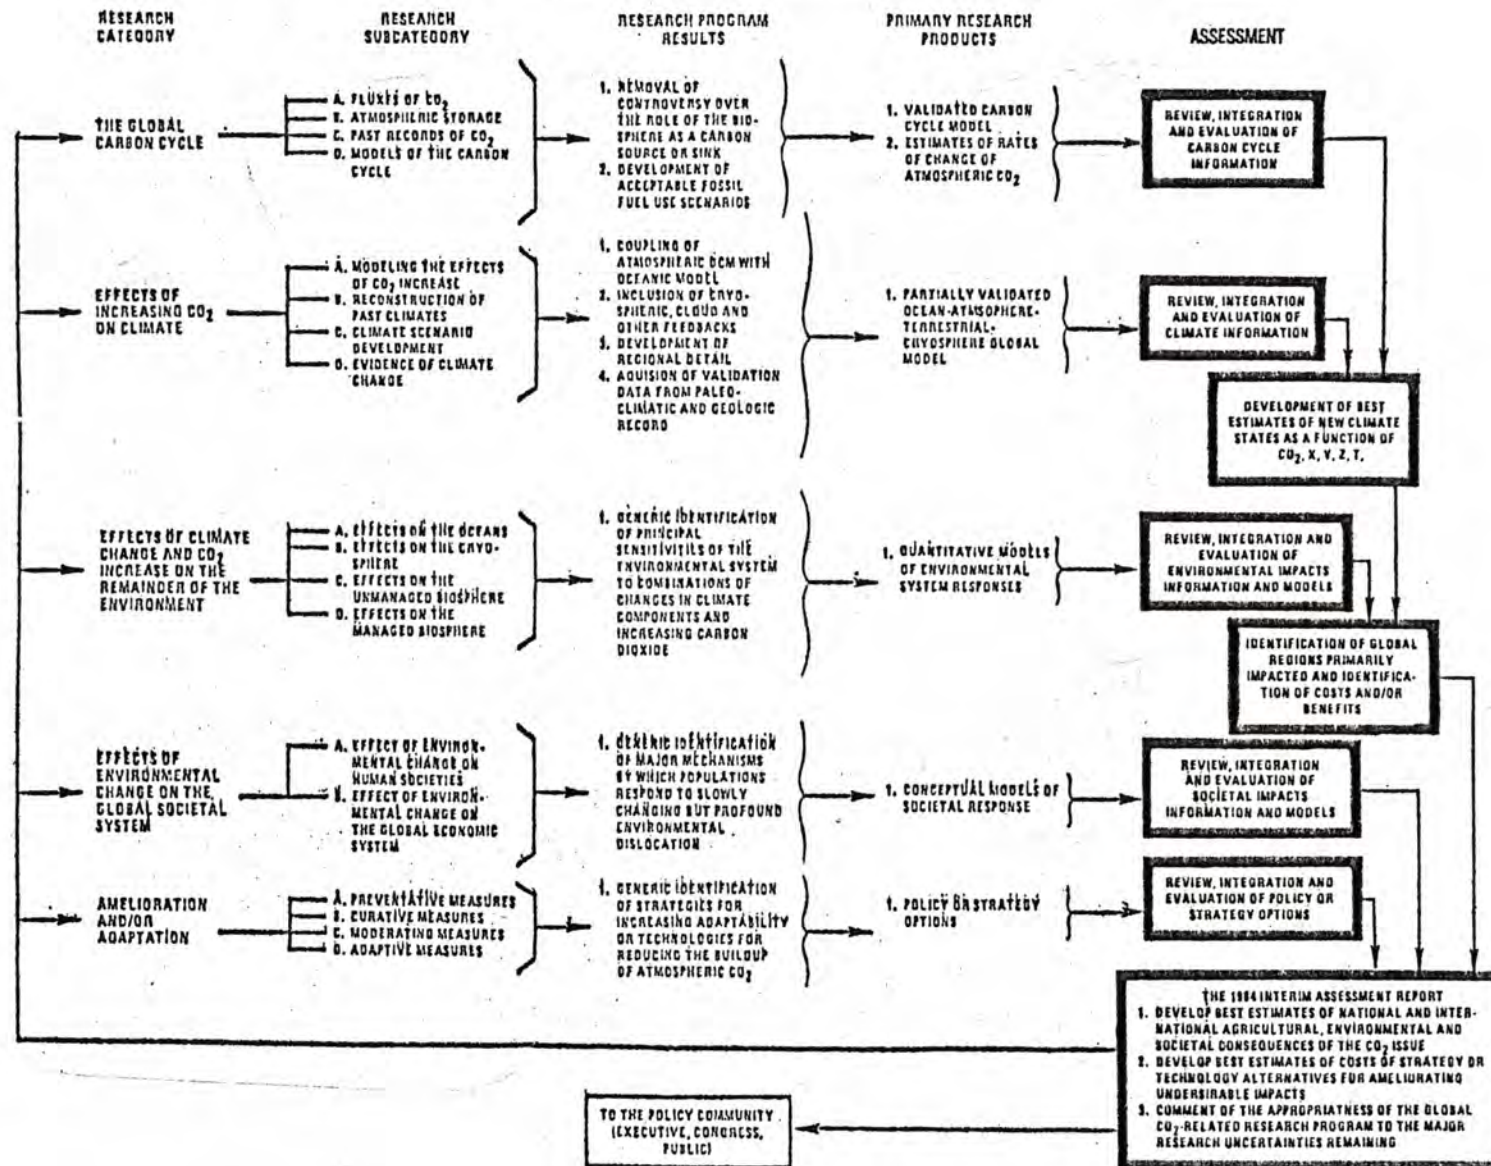 RESEARCH
CATEGORY
RESEARCH
SUBCATEGORY
RESEARCH PROGRAM
RESULTS
PRIMARY RESEARCH
PRODUCTS
ASSESSMENT
THE GLOBAL
CARBON CYCLE
A. FLUXES OF CO₂
B. ATMOSPHERIC STORAGE
C. PAST RECORDS OF CO₂
D. MODELS OF THE CARBON
CYCLE
1. REMOVAL OF
CONTROVERSY OVER
THE ROLE OF THE BIO-
SPHERE AS A CARBON
SOURCE OR SINK
2. DEVELOPMENT OF
ACCEPTABLE FOSSIL
FUEL USE SCENARIOS
1. VALIDATED CARBON
CYCLE MODEL
2. ESTIMATES OF RATES
OF CHANGE OF
ATMOSPHERIC CO₂
REVIEW, INTEGRATION
AND EVALUATION OF
CARBON CYCLE
INFORMATION
EFFECTS OF
INCREASING CO₂
ON CLIMATE
A. MODELING THE EFFECTS
OF CO₂ INCREASE
B. RECONSTRUCTION OF
PAST CLIMATES
C. CLIMATE SCENARIO
DEVELOPMENT
D. EVIDENCE OF CLIMATE
CHANGE
1. COUPLING OF
ATMOSPHERIC GCM WITH
OCEANIC MODEL
2. INCLUSION OF CRYO-
SPHERIC, CLOUD AND
OTHER FEEDBACKS
3. DEVELOPMENT OF
REGIONAL DETAIL
4. AQUISION OF VALIDATION
DATA FROM PALEO-
CLIMATIC AND GEOLOGIC
RECORD
1. PARTIALLY VALIDATED
OCEAN-ATMSOPHERE-
TERRESTRIAL-
CRYOSPHERE GLOBAL
MODEL
REVIEW, INTEGRATION
AND EVALUATION OF
CLIMATE INFORMATION
DEVELOPMENT OF BEST
ESTIMATES OF NEW CLIMATE
STATES AS A FUNCTION OF
CO₂, X, Y, Z, T,
EFFECTS OF CLIMATE
CHANGE AND CO₂
INCREASE ON THE
REMAINDER OF THE
ENVIRONMENT
A. EFFECTS ON THE OCEANS
B. EFFECTS ON THE CRYO-
SPHERE
C. EFFECTS ON THE
UNMANAGED BIOSPHERE
D. EFFECTS ON THE
MANAGED BIOSPHERE
1. GENERIC IDENTIFICATION
OF PRINCIPAL
SENSITIVITIES OF THE
ENVIRONMENTAL SYSTEM
TO COMBINATIONS OF
CHANGES IN CLIMATE
COMPONENTS AND
INCREASING CARBON
DIOXIDE
1. QUANTITATIVE MODELS
OF ENVIRONMENTAL
SYSTEM RESPONSES
REVIEW, INTEGRATION AND
EVALUATION OF
ENVIRONMENTAL IMPACTS
INFORMATION AND MODELS
IDENTIFICATION OF GLOBAL
REGIONS PRIMARILY
IMPACTED AND IDENTIFICA-
TION OF COSTS AND/OR
BENEFITS
EFFECTS OF
ENVIRONMENTAL
CHANGE ON THE
GLOBAL SOCIETAL
SYSTEM
A. EFFECT OF ENVIRON-
MENTAL CHANGE ON
HUMAN SOCIETIES
B. EFFECT OF ENVIRON-
MENTAL CHANGE ON
THE GLOBAL ECONOMIC
SYSTEM
1. GENERIC IDENTIFICATION
OF MAJOR MECHANISMS
BY WHICH POPULATIONS
RESPOND TO SLOWLY
CHANGING BUT PROFOUND
ENVIRONMENTAL
DISLOCATION
1. CONCEPTUAL MODELS OF
SOCIETAL RESPONSE
REVIEW, INTEGRATION
AND EVALUATION OF
SOCIETAL IMPACTS
INFORMATION AND MODELS
AMELIORATION
AND/OR
ADAPTATION
A. PREVENTATIVE MEASURES
B. CURATIVE MEASURES
C. MODERATING MEASURES
D. ADAPTIVE MEASURES
1. GENERIC IDENTIFICATION
OF STRATEGIES FOR
INCREASING ADAPTABILITY
OR TECHNOLOGIES FOR
REDUCING THE BUILDUP
OF ATMOSPHERIC CO₂
1. POLICY OR STRATEGY
OPTIONS
REVIEW, INTEGRATION AND
EVALUATION OF POLICY OR
STRATEGY OPTIONS
THE 1984 INTERIM ASSESSMENT REPORT
1. DEVELOP BEST ESTIMATES OF NATIONAL AND INTER-
NATIONAL AGRICULTURAL, ENVIRONMENTAL AND
SOCIETAL CONSEQUENCES OF THE CO₂ ISSUE
2. DEVELOP BEST ESTIMATES OF COSTS OF STRATEGY OR
TECHNOLOGY ALTERNATIVES FOR AMELIORATING
UNDERSIRABLE IMPACTS
3. COMMENT OF THE APPROPRIATNESS OF THE GLOBAL
CO₂-RELATED RESEARCH PROGRAM TO THE MAJOR
RESEARCH UNCERTAINTIES REMAINING
TO THE POLICY COMMUNITY
(EXECUTIVE, CONGRESS,
PUBLIC)